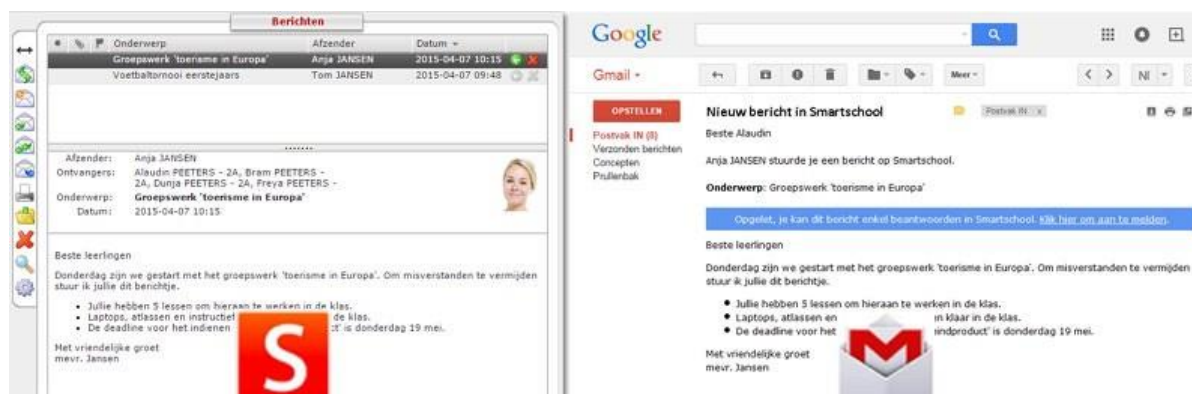 Berichten
Onderwerp Afzender Datum
Groepswerk 'toerisme in Europa' Anja JANSEN 2015-04-07 10:15
Voetbaltornooi eerstejaars Tom JANSEN 2015-04-07 09:48
Afzender: Anja JANSEN
Ontvangers: Alaudin PEETERS - 2A, Bram PEETERS -
2A, Dunja PEETERS - 2A, Freya PEETERS -
Onderwerp: Groepswerk 'toerisme in Europa'
Datum: 2015-04-07 10:15
Beste leerlingen
Donderdag zijn we gestart met het groepswerk 'toerisme in Europa'. Om misverstanden te vermijden
stuur ik jullie dit berichtje.
• Jullie hebben 5 lessen om hieraan te werken in de klas.
• Laptops, atlassen en instructief de klas.
• De deadline voor het indienen ct' is donderdag 19 mei.
Met vriendelijke groet
mevr. Jansen
S
Google
Gmail
Meer
Nl
OPSTELLEN
Postvak IN (8)
Verzonden berichten
Concepten
Prullenbak
Nieuw bericht in Smartschool Postvak IN x
Beste Alaudin
Anja JANSEN stuurde je een bericht op Smartschool.
Onderwerp: Groepswerk 'toerisme in Europa'
Opgelet, je kan dit bericht enkel beantwoorden in Smartschool. Klik hier om aan te melden.
Beste leerlingen
Donderdag zijn we gestart met het groepswerk 'toerisme in Europa'. Om misverstanden te vermijden
stuur ik jullie dit berichtje.
• Jullie hebben 5 lessen om hieraan te werken in de klas.
• Laptops, atlassen en n klaar in de klas.
• De deadline voor het eindproduct' is donderdag 19 mei.
Met vriendelijke groet
mevr. Jansen
M